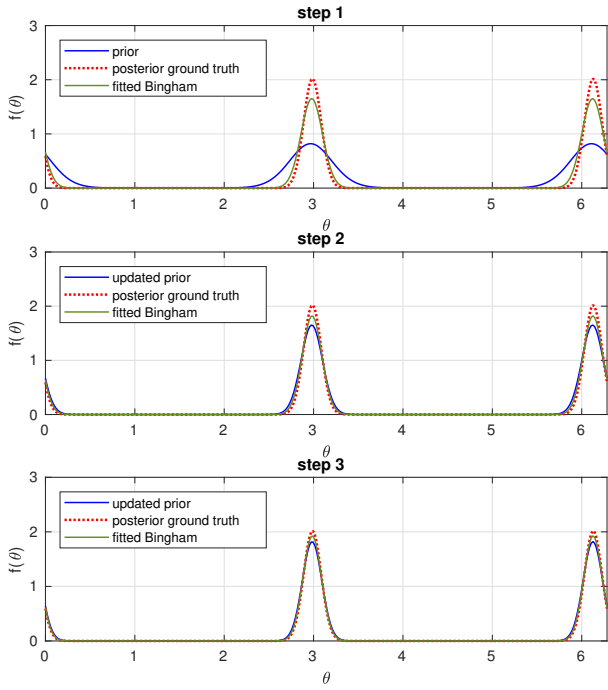 step 1
3
2
1
0
f(θ)
prior
posterior ground truth
fitted Bingham
0 1 2 3 4 5 6
θ
step 2
3
2
1
0
f(θ)
updated prior
posterior ground truth
fitted Bingham
0 1 2 3 4 5 6
θ
step 3
3
2
1
0
f(θ)
updated prior
posterior ground truth
fitted Bingham
0 1 2 3 4 5 6
θ